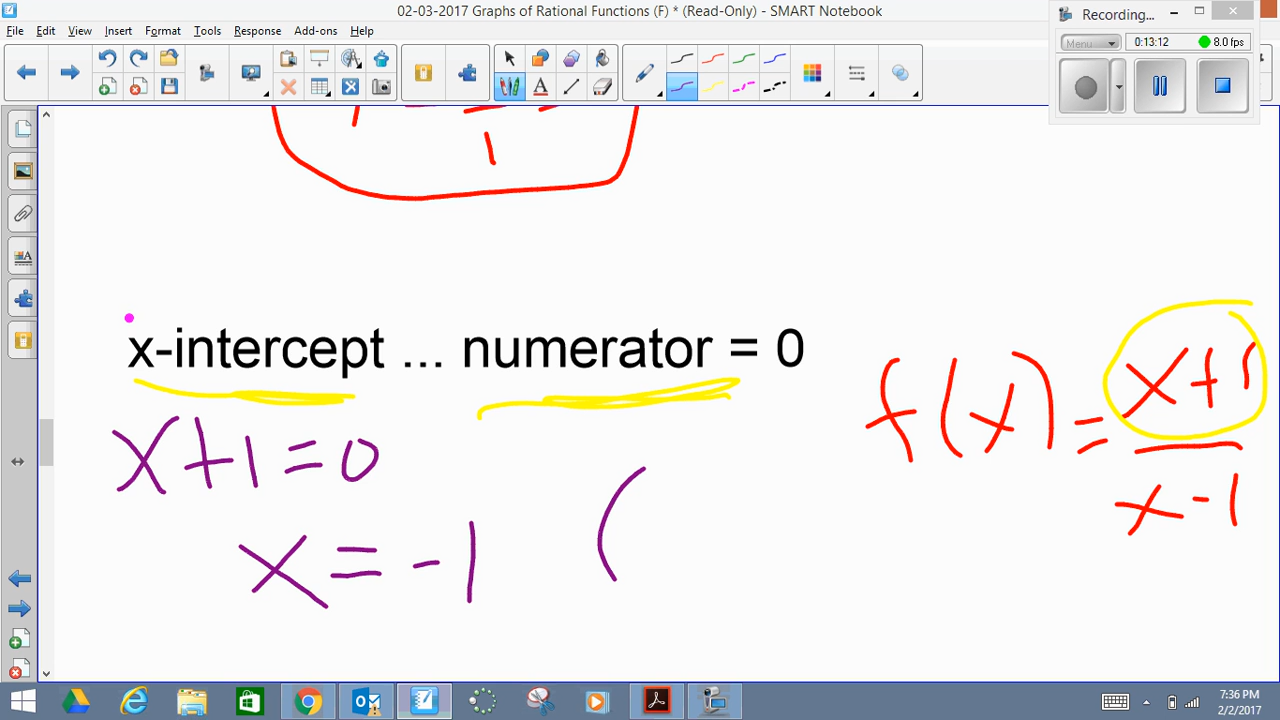 02-03-2017 Graphs of Rational Functions (F) * (Read-Only) - SMART Notebook
File Edit View Insert Format Tools Response Add-ons Help
Recording...
Menu 0:13:12 8.0 fps
x-intercept ... numerator = 0
x+1=0
x=-1 (
f(x)= x+1
x-1
7:36 PM
2/2/2017